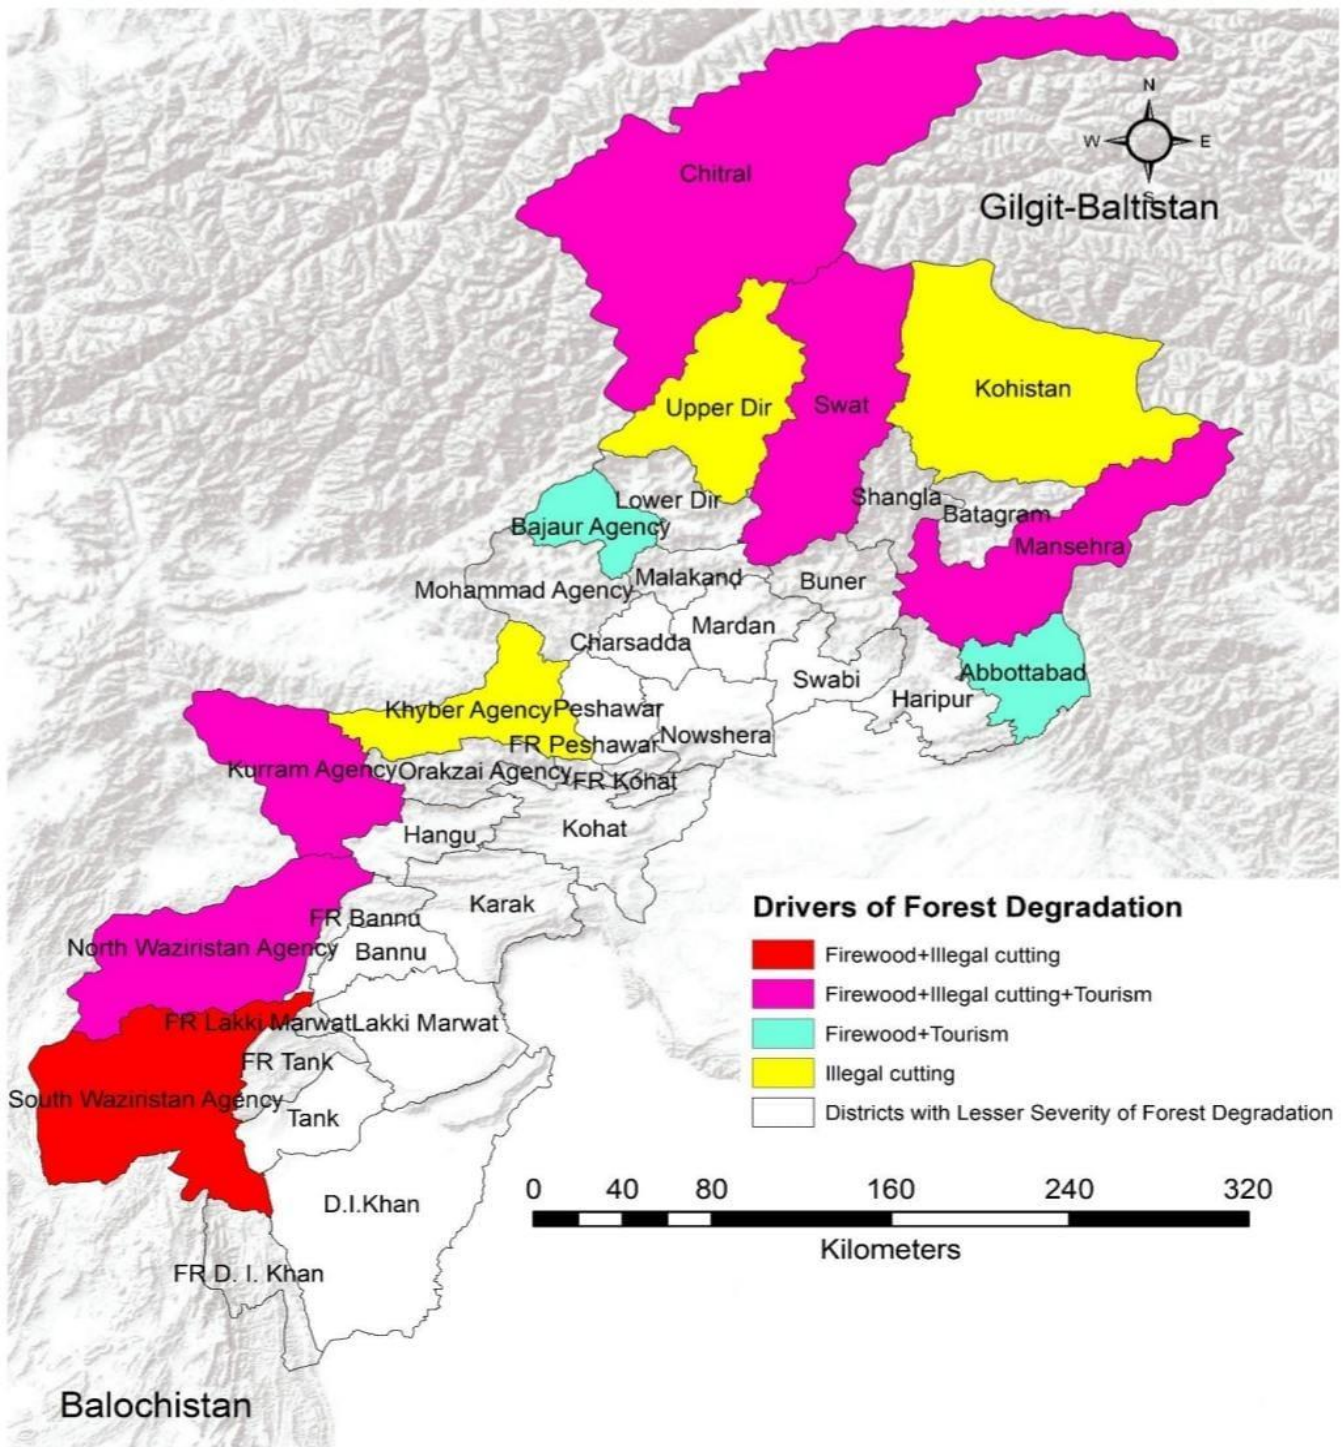 N
W
E
S
Gilgit-Baltistan
Chitral
Kohistan
Upper Dir
Swat
Lower Dir
Shangla
Batagram
Bajaur Agency
Mansehra
Mohammad Agency
Malakand
Buner
Charsadda
Mardan
Abbottabad
Swabi
Haripur
Khyber Agency
Peshawar
Nowshera
FR Peshawar
Kurram Agency
Orakzai Agency
FR Kohat
Hangu
Kohat
Karak
FR Bannu
North Waziristan Agency
Bannu
FR Lakki Marwat
Lakki Marwat
FR Tank
South Waziristan Agency
Tank
D.I.Khan
FR D. I. Khan
Balochistan
Drivers of Forest Degradation
Firewood+Illegal cutting
Firewood+Illegal cutting+Tourism
Firewood+Tourism
Illegal cutting
Districts with Lesser Severity of Forest Degradation
0 40 80 160 240 320
Kilometers